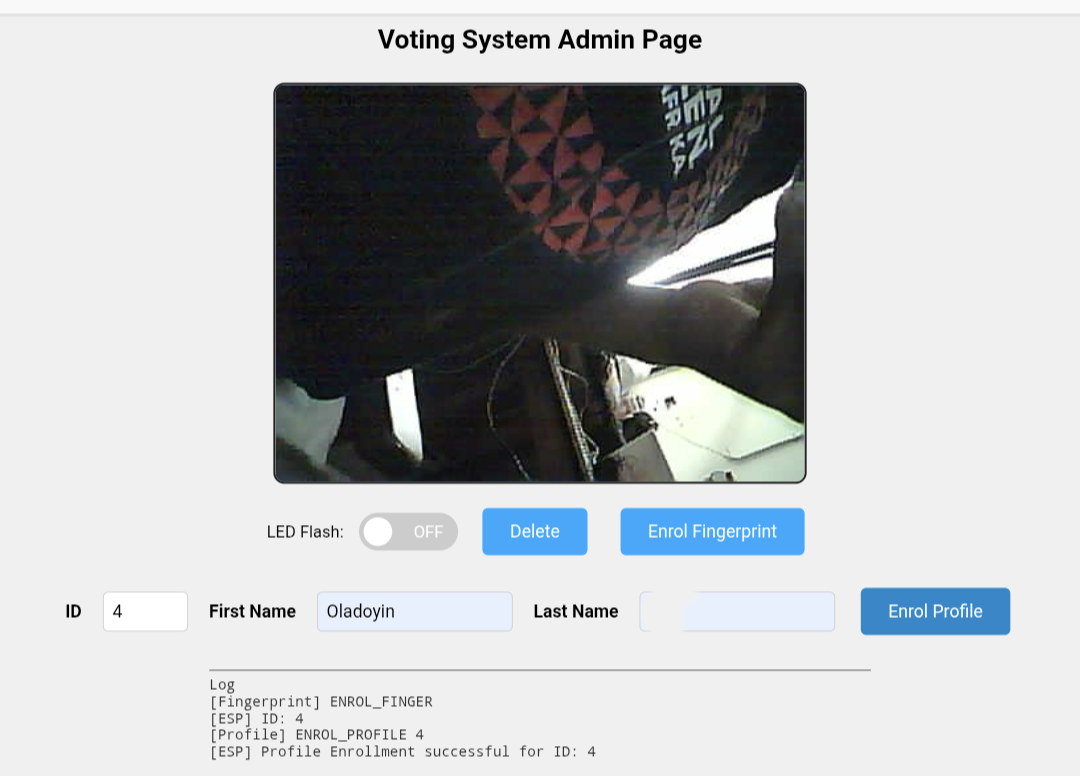 Voting System Admin Page
LED Flash: OFF Delete Enrol Fingerprint
ID 4 First Name Oladoyin Last Name Enrol Profile
Log
[Fingerprint] ENROL_FINGER
[ESP] ID: 4
[Profile] ENROL_PROFILE 4
[ESP] Profile Enrollment successful for ID: 4